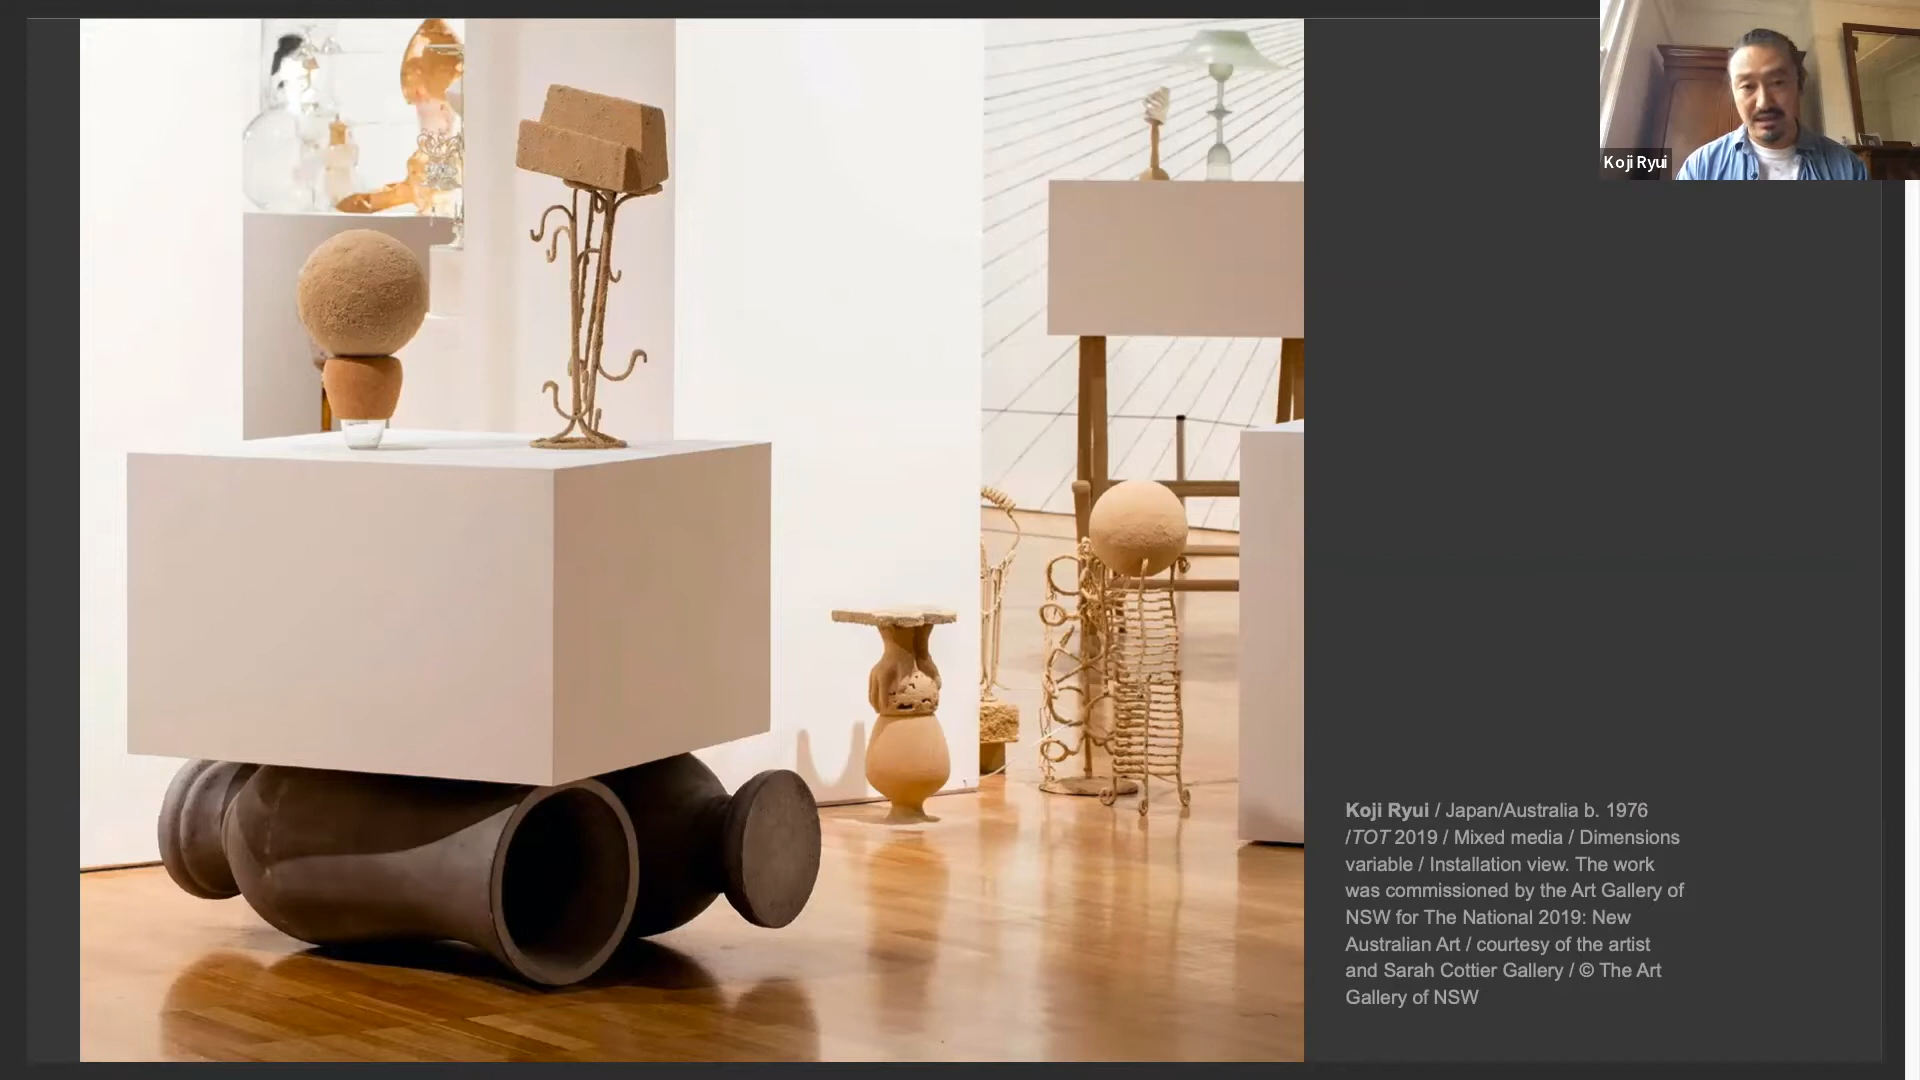 Koji Ryui
Koji Ryui / Japan/Australia b. 1976
/TOT 2019 / Mixed media / Dimensions
variable / Installation view. The work
was commissioned by the Art Gallery of
NSW for The National 2019: New
Australian Art / courtesy of the artist
and Sarah Cottier Gallery / © The Art
Gallery of NSW